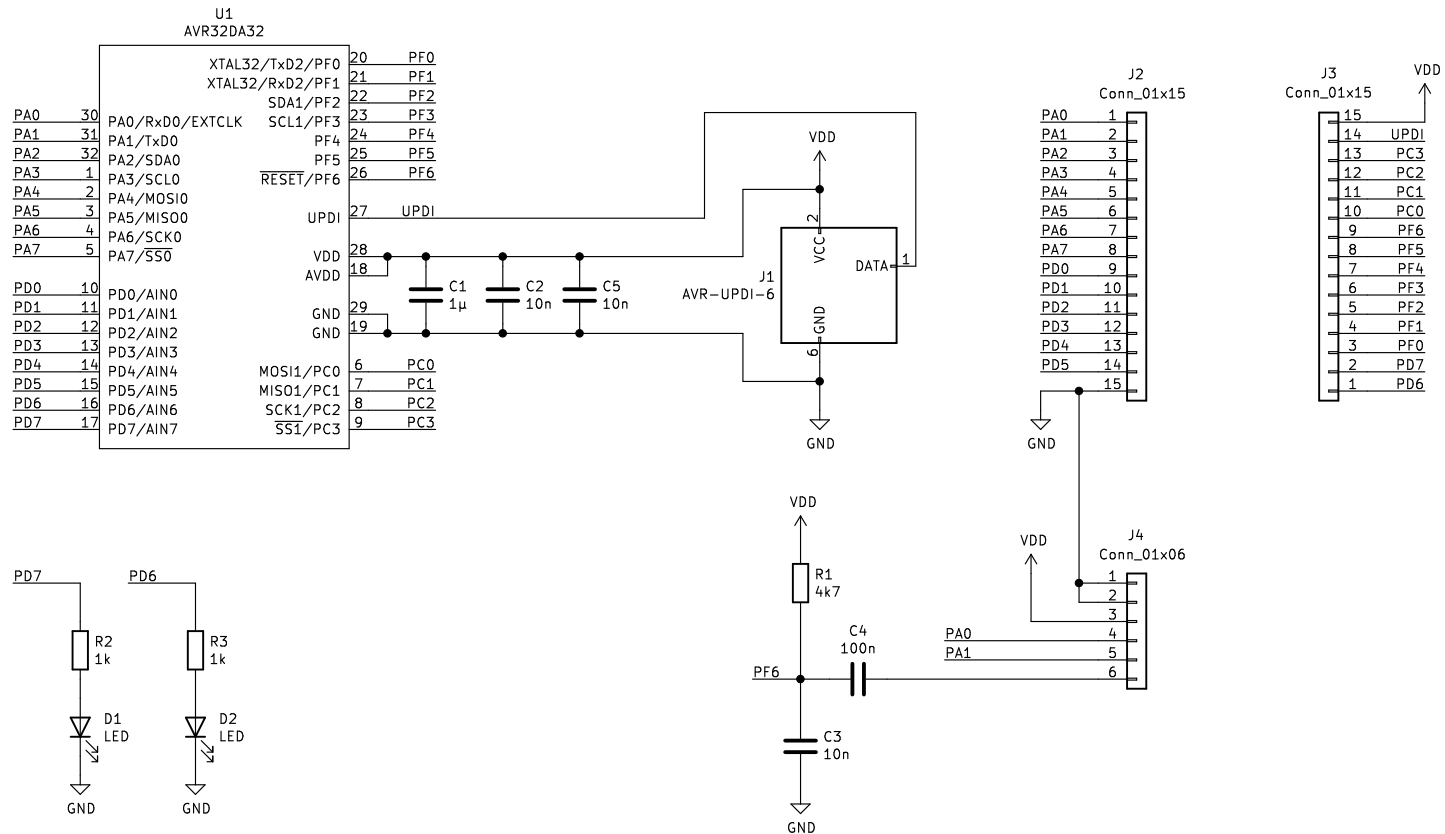 U1
AVR32DA32
PA0 30 PA0/RxD0/EXTCLK
PA1 31 PA1/TxD0
PA2 32 PA2/SDA0
PA3 1 PA3/SCL0
PA4 2 PA4/MOSI0
PA5 3 PA5/MISO0
PA6 4 PA6/SCK0
PA7 5 PA7/SS0
PD0 10 PD0/AIN0
PD1 11 PD1/AIN1
PD2 12 PD2/AIN2
PD3 13 PD3/AIN3
PD4 14 PD4/AIN4
PD5 15 PD5/AIN5
PD6 16 PD6/AIN6
PD7 17 PD7/AIN7
XTAL32/TxD2/PF0 20 PF0
XTAL32/RxD2/PF1 21 PF1
SDA1/PF2 22 PF2
SCL1/PF3 23 PF3
PF4 24 PF4
PF5 25 PF5
RESET/PF6 26 PF6
UPDI 27 UPDI
VDD 28
AVDD 18
GND 29
GND 19
MOSI1/PC0 6 PC0
MISO1/PC1 7 PC1
SCK1/PC2 8 PC2
SS1/PC3 9 PC3
C1
1µ
C2
10n
C5
10n
VDD
2
VCC
J1
AVR-UPDI-6
DATA 1
GND
6
GND
J2
Conn_01x15
PA0 1
PA1 2
PA2 3
PA3 4
PA4 5
PA5 6
PA6 7
PA7 8
PD0 9
PD1 10
PD2 11
PD3 12
PD4 13
PD5 14
15
GND
J3
Conn_01x15
VDD
15
14 UPDI
13 PC3
12 PC2
11 PC1
10 PC0
9 PF6
8 PF5
7 PF4
6 PF3
5 PF2
4 PF1
3 PF0
2 PD7
1 PD6
PD7
R2
1k
D1
LED
GND
PD6
R3
1k
D2
LED
GND
VDD
R1
4k7
PF6
C4
100n
C3
10n
GND
VDD
J4
Conn_01x06
1
2
3
PA0 4
PA1 5
6